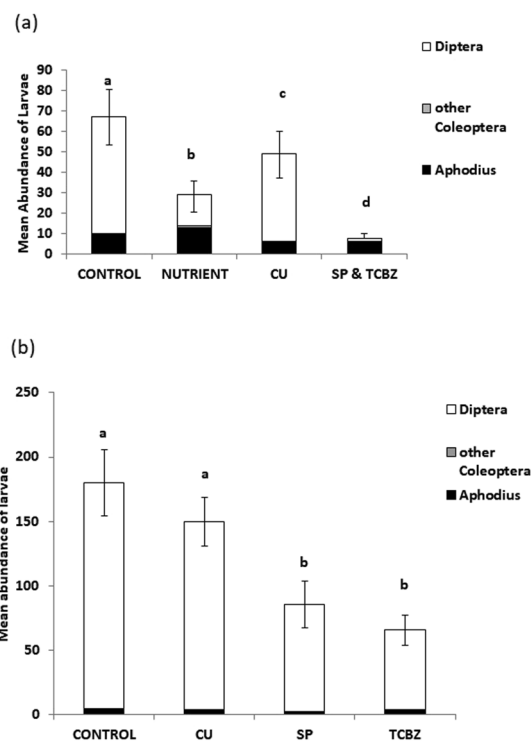 (a)
Diptera
other
Coleoptera
Aphodius
Mean Abundance of Larvae
90
80
70
60
50
40
30
20
10
0
a
b
c
d
CONTROL NUTRIENT CU SP & TCBZ
(b)
Diptera
other
Coleoptera
Aphodius
Mean abundance of larvae
250
200
150
100
50
0
a
a
b
b
CONTROL CU SP TCBZ